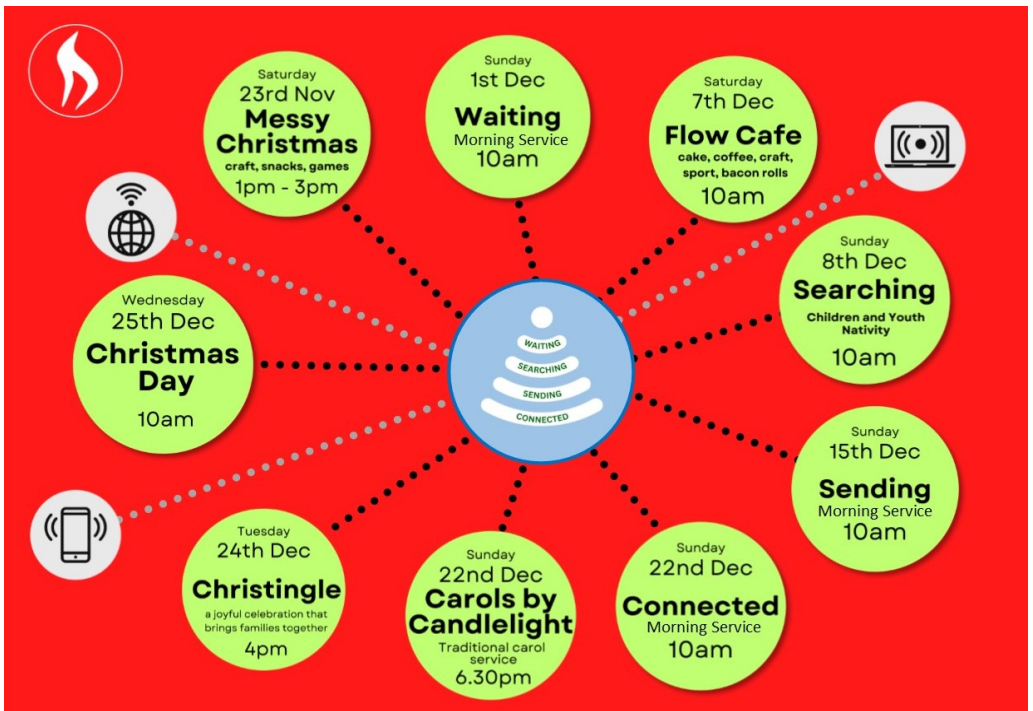 Saturday
23rd Nov
Messy
Christmas
craft, snacks, games
1pm - 3pm
Sunday
1st Dec
Waiting
Morning Service
10am
Saturday
7th Dec
Flow Cafe
cake, coffee, craft,
sport, bacon rolls
10am
Sunday
8th Dec
Searching
Children and Youth
Nativity
10am
Sunday
15th Dec
Sending
Morning Service
10am
Sunday
22nd Dec
Connected
Morning Service
10am
Sunday
22nd Dec
Carols by
Candlelight
Traditional carol
service
6.30pm
Tuesday
24th Dec
Christingle
a joyful celebration that
brings families together
4pm
Wednesday
25th Dec
Christmas
Day
10am
WAITING
SEARCHING
SENDING
CONNECTED